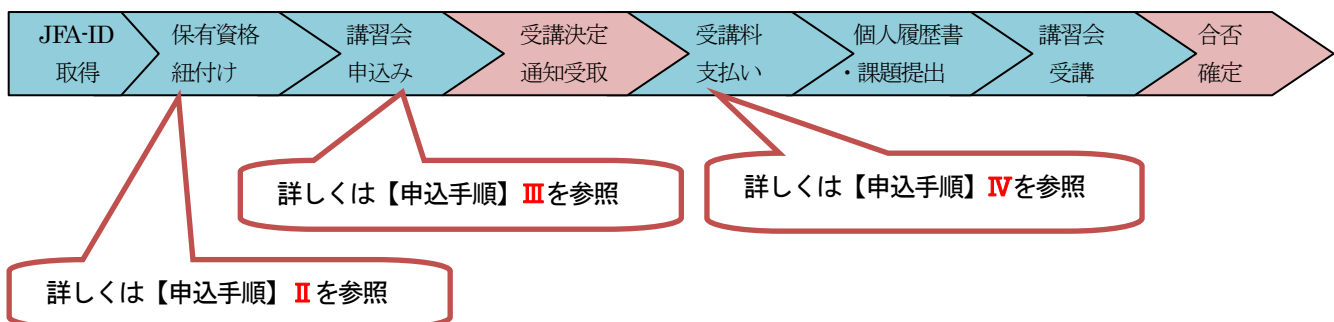 JFA-ID
取得
保有資格
紐付け
講習会
申込み
受講決定
通知受取
受講料
支払い
個人履歴書
・課題提出
講習会
受講
合否
確定
詳しくは【申込手順】Ⅲを参照
詳しくは【申込手順】Ⅳを参照
詳しくは【申込手順】Ⅱを参照